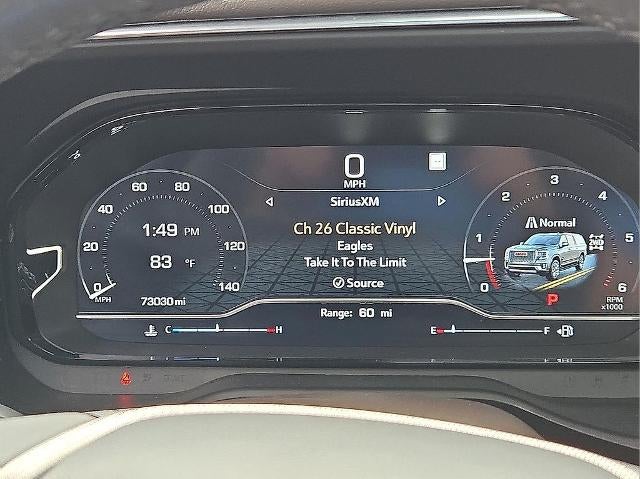 0
MPH
SiriusXM
Ch 26 Classic Vinyl
Eagles
Take It To The Limit
Source
Range: 60 mi
0
20
40
60
80
100
120
140
MPH
1:49 PM
83 °F
73030 mi
C H
E F
0
1
2
3
4
5
6
Normal
2WD
P
RPM
x1000